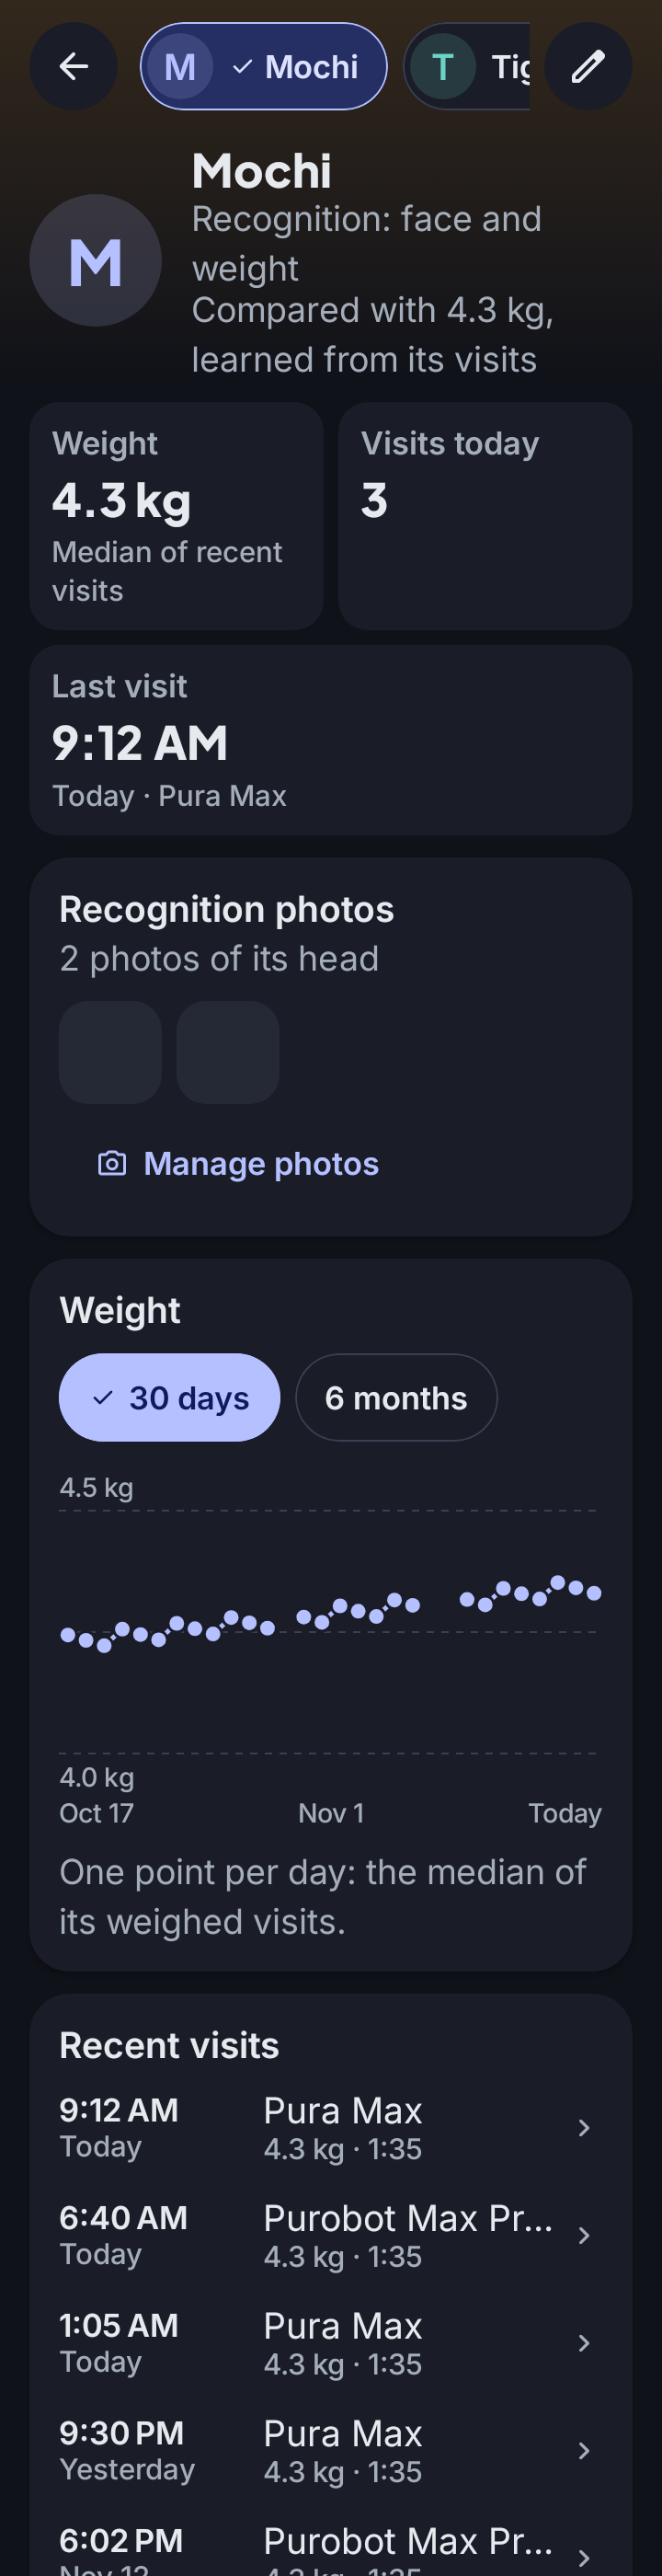 M
Mochi
T
Mochi
M
Recognition: face and
weight
Compared with 4.3 kg,
learned from its visits
Weight
4.3 kg
Median of recent
visits
Visits today
3
Last visit
9:12 AM
Today · Pura Max
Recognition photos
2 photos of its head
Manage photos
Weight
30 days
6 months
4.5 kg
4.0 kg
Oct 17
Nov 1
Today
One point per day: the median of
its weighed visits.
Recent visits
9:12 AM
Pura Max
Today
4.3 kg · 1:35
6:40 AM
Purobot Max Pr...
Today
4.3 kg · 1:35
1:05 AM
Pura Max
Today
4.3 kg · 1:35
9:30 PM
Pura Max
Yesterday
4.3 kg · 1:35
6:02 PM
Purobot Max Pr...